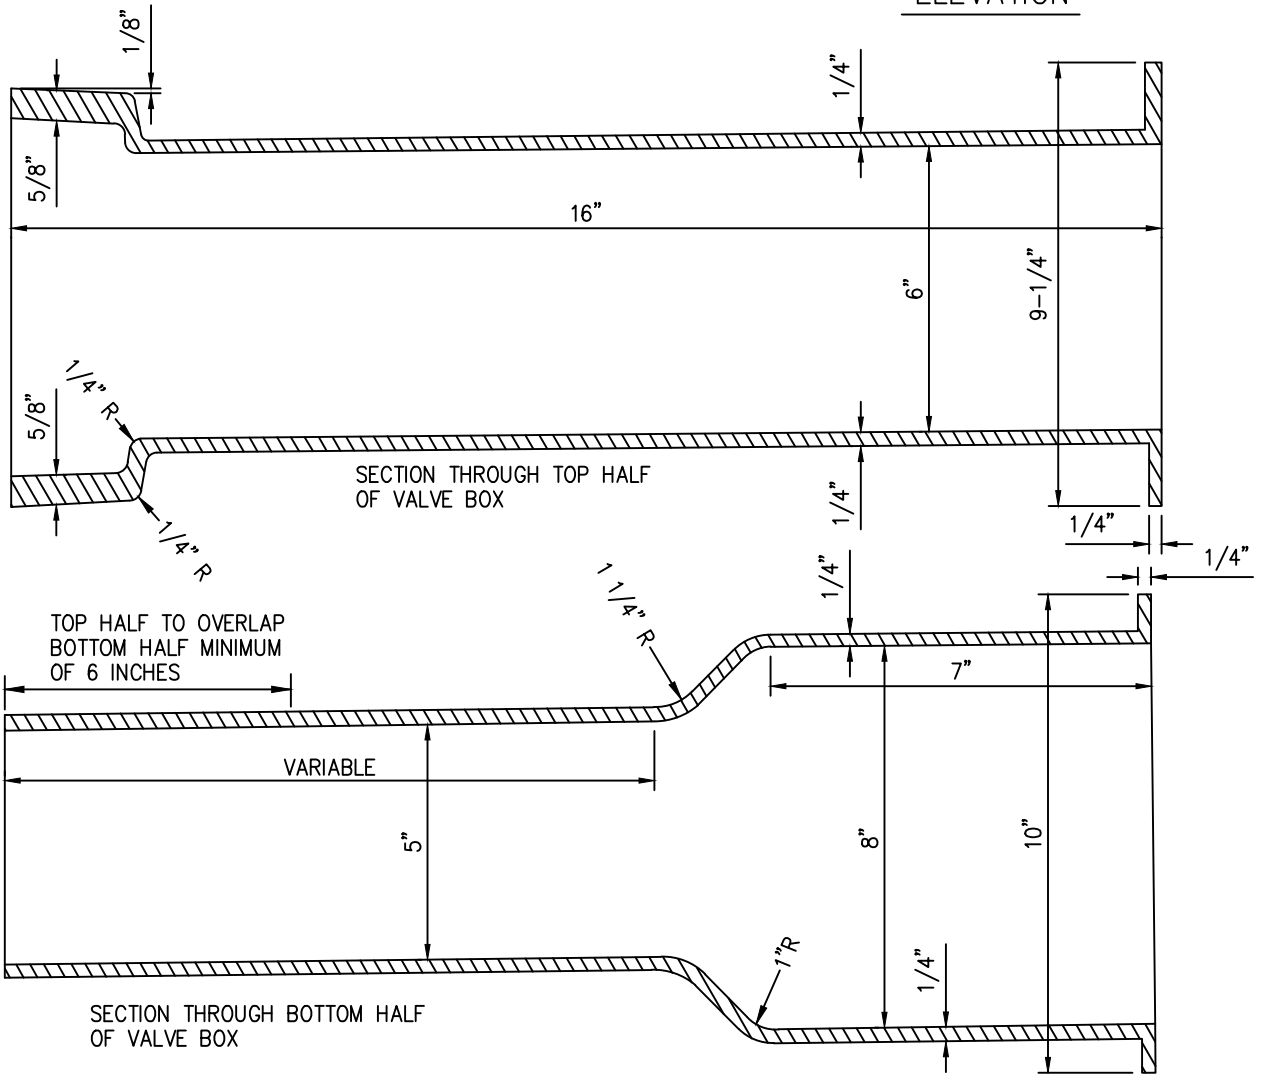 ELEVATION
1/8"
1/4"
5/8"
16"
6"
9-1/4"
1/4" R
5/8"
SECTION THROUGH TOP HALF
OF VALVE BOX
1/4"
1/4" R
1/4"
1/4"
TOP HALF TO OVERLAP
BOTTOM HALF MINIMUM
OF 6 INCHES
1 1/4" R
1/4"
7"
VARIABLE
5"
8"
10"
1"R
1/4"
SECTION THROUGH BOTTOM HALF
OF VALVE BOX